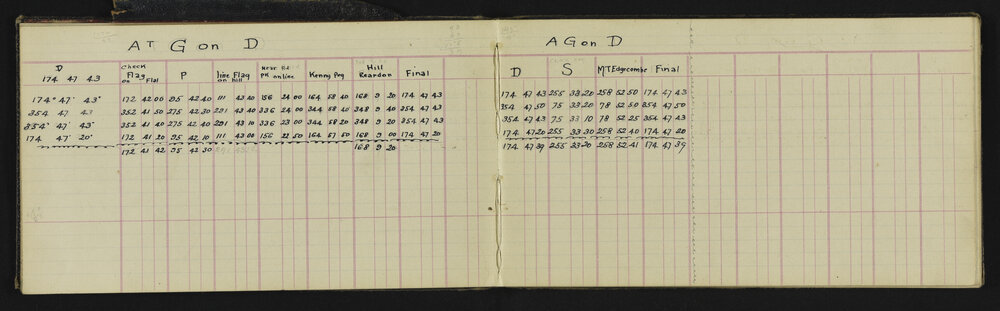 AT G on D
D Check Flag on Flat P line Flag on hill Near Rd. PK on line Kenny Peg Hill Reardon Final
174 47 43
174° 47' 43" 172 42 00 95 42 40 111 43 40 156 24 00 164 58 40 168 9 20 174 47 43
354 47 43 352 41 50 275 42 30 291 43 40 336 24 00 344 58 40 348 9 40 354 47 43
354° 47' 43" 352 41 40 275 42 40 291 43 10 336 23 00 344 58 20 348 9 20 354 47 43
174 47' 20" 172 41 20 95 42 10 111 43 00 156 22 50 164 57 50 168 9 00 174 47 20
172 41 42 95 42 30 168 9 20
A G on D
D S MT Edgecombe Final
174 47 43 255 33 20 258 52 50 174 47 43
354 47 50 75 33 20 78 52 50 354 47 50
354 47 43 75 33 10 78 52 25 354 47 43
174 47 20 255 33 30 258 52 40 174 47 20
174 47 39 255 33 20 258 52 41 174 47 39